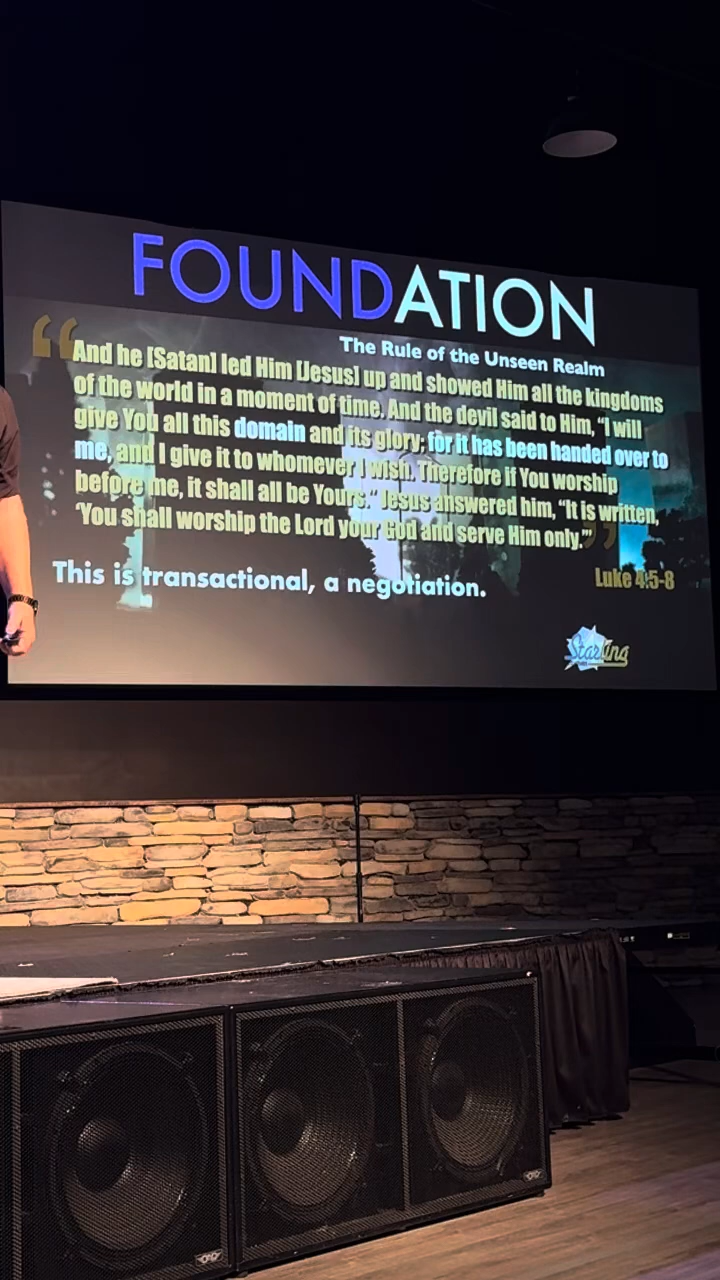 FOUNDATION
The Rule of the Unseen Realm
“And he [Satan] led Him [Jesus] up and showed Him all the kingdoms
of the world in a moment of time. And the devil said to Him, “I will
give You all this domain and its glory; for it has been handed over to
me, and I give it to whomever I wish. Therefore if You worship
before me, it shall all be Yours.” Jesus answered him, “It is written,
‘You shall worship the Lord your God and serve Him only.’”
Luke 4:5-8
This is transactional, a negotiation.